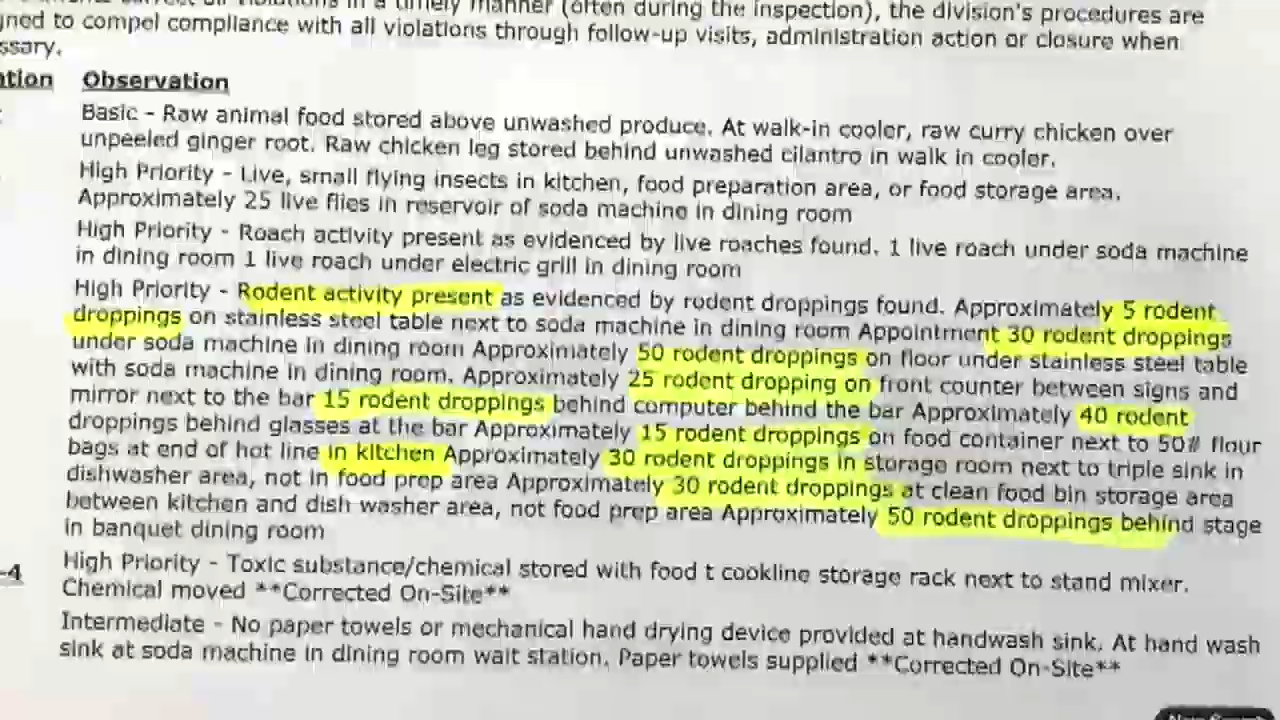 in a timely manner (often during the inspection), the division's procedures are
gned to compel compliance with all violations through follow-up visits, administration action or closure when
ssary.
ation Observation
Basic - Raw animal food stored above unwashed produce. At walk-in cooler, raw curry chicken over
unpeeled ginger root. Raw chicken leg stored behind unwashed cilantro in walk in cooler.
High Priority - Live, small flying insects in kitchen, food preparation area, or food storage area.
Approximately 25 live flies in reservoir of soda machine in dining room
High Priority - Roach activity present as evidenced by live roaches found. 1 live roach under soda machine
in dining room 1 live roach under electric grill in dining room
High Priority - Rodent activity present as evidenced by rodent droppings found. Approximately 5 rodent
droppings on stainless steel table next to soda machine in dining room Appointment 30 rodent droppings
under soda machine in dining room Approximately 50 rodent droppings on floor under stainless steel table
with soda machine in dining room. Approximately 25 rodent dropping on front counter between signs and
mirror next to the bar 15 rodent droppings behind computer behind the bar Approximately 40 rodent
droppings behind glasses at the bar Approximately 15 rodent droppings on food container next to 50# flour
bags at end of hot line in kitchen Approximately 30 rodent droppings in storage room next to triple sink in
dishwasher area, not in food prep area Approximately 30 rodent droppings at clean food bin storage area
between kitchen and dish washer area, not food prep area Approximately 50 rodent droppings behind stage
in banquet dining room
-4 High Priority - Toxic substance/chemical stored with food t cookline storage rack next to stand mixer.
Chemical moved **Corrected On-Site**
Intermediate - No paper towels or mechanical hand drying device provided at handwash sink. At hand wash
sink at soda machine in dining room wait station. Paper towels supplied **Corrected On-Site**